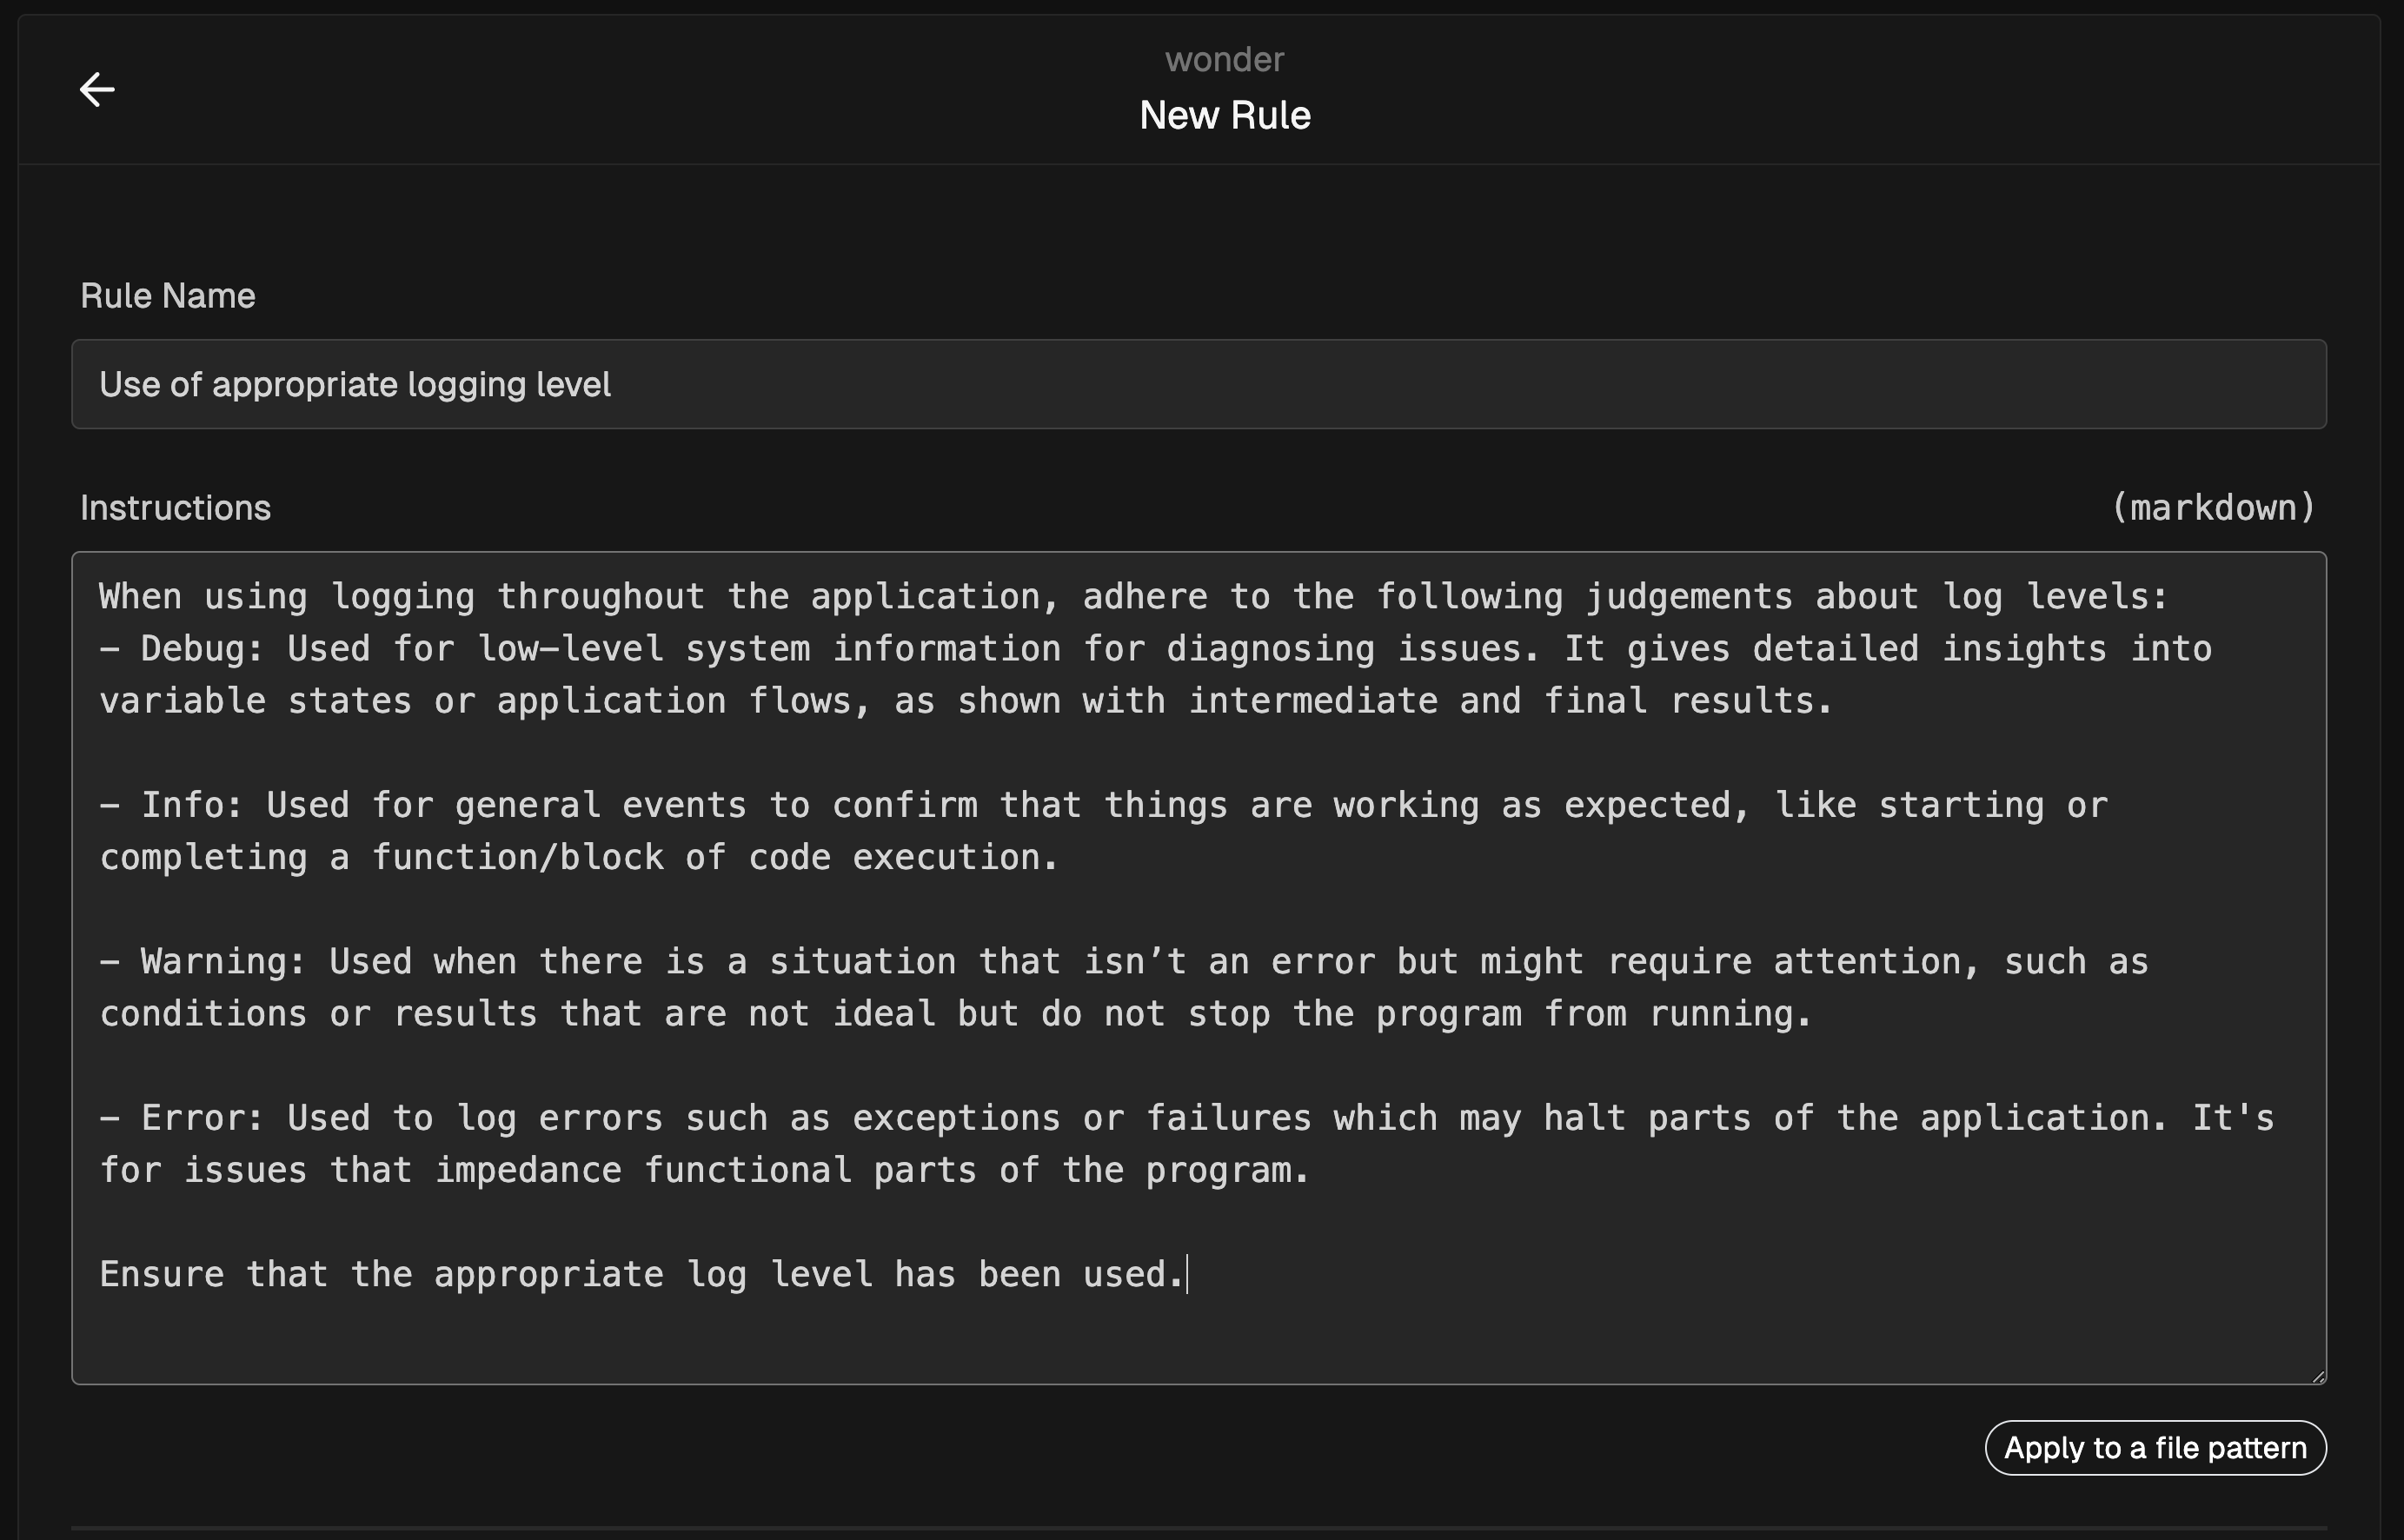 wonder
New Rule
Rule Name
Use of appropriate logging level
Instructions
(markdown)
When using logging throughout the application, adhere to the following judgements about log levels:
- Debug: Used for low-level system information for diagnosing issues. It gives detailed insights into
variable states or application flows, as shown with intermediate and final results.
- Info: Used for general events to confirm that things are working as expected, like starting or
completing a function/block of code execution.
- Warning: Used when there is a situation that isn’t an error but might require attention, such as
conditions or results that are not ideal but do not stop the program from running.
- Error: Used to log errors such as exceptions or failures which may halt parts of the application. It's
for issues that impedance functional parts of the program.
Ensure that the appropriate log level has been used.
Apply to a file pattern